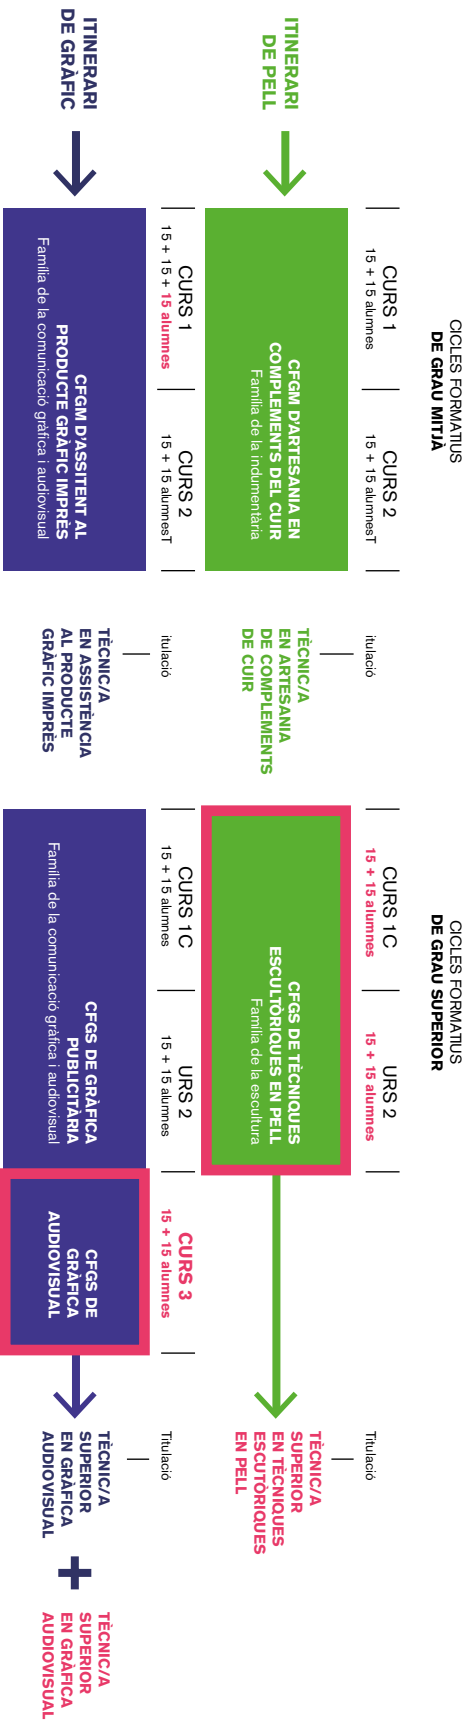 CICLES FORMATIUS
DE GRAU MITJÀ
CICLES FORMATIUS
DE GRAU SUPERIOR
ITINERARI
DE PELL
CURS 1
15 + 15 alumnes
CURS 2
15 + 15 alumnesT
CFGM D'ARTESANIA EN
COMPLEMENTS DEL CUIR
Família de la indumentària
itulació
TÈCNIC/A
EN ARTESANIA
DE COMPLEMENTS
DE CUIR
CURS 1C
15 + 15 alumnes
URS 2
15 + 15 alumnes
CFGS DE TÈCNIQUES
ESCULTÒRIQUES EN PELL
Família de la escultura
Titulació
TÈCNIC/A
SUPERIOR
EN TÈCNIQUES
ESCUTÒRIQUES
EN PELL
ITINERARI
DE GRÀFIC
CURS 1
15 + 15 + 15 alumnes
CURS 2
15 + 15 alumnesT
CFGM D'ASSITENT AL
PRODUCTE GRÀFIC IMPRÈS
Família de la comunicació gràfica i audiovisual
itulació
TÈCNIC/A
EN ASSISTÈNCIA
AL PRODUCTE
GRÀFIC IMPRÈS
CURS 1C
15 + 15 alumnes
URS 2
15 + 15 alumnes
CURS 3
15 + 15 alumnes
CFGS DE GRÀFICA
PUBLICITÀRIA
Família de la comunicació gràfica i audiovisual
CFGS DE
GRÀFICA
AUDIOVISUAL
Titulació
TÈCNIC/A
SUPERIOR
EN GRÀFICA
AUDIOVISUAL
+
TÈCNIC/A
SUPERIOR
EN GRÀFICA
AUDIOVISUAL